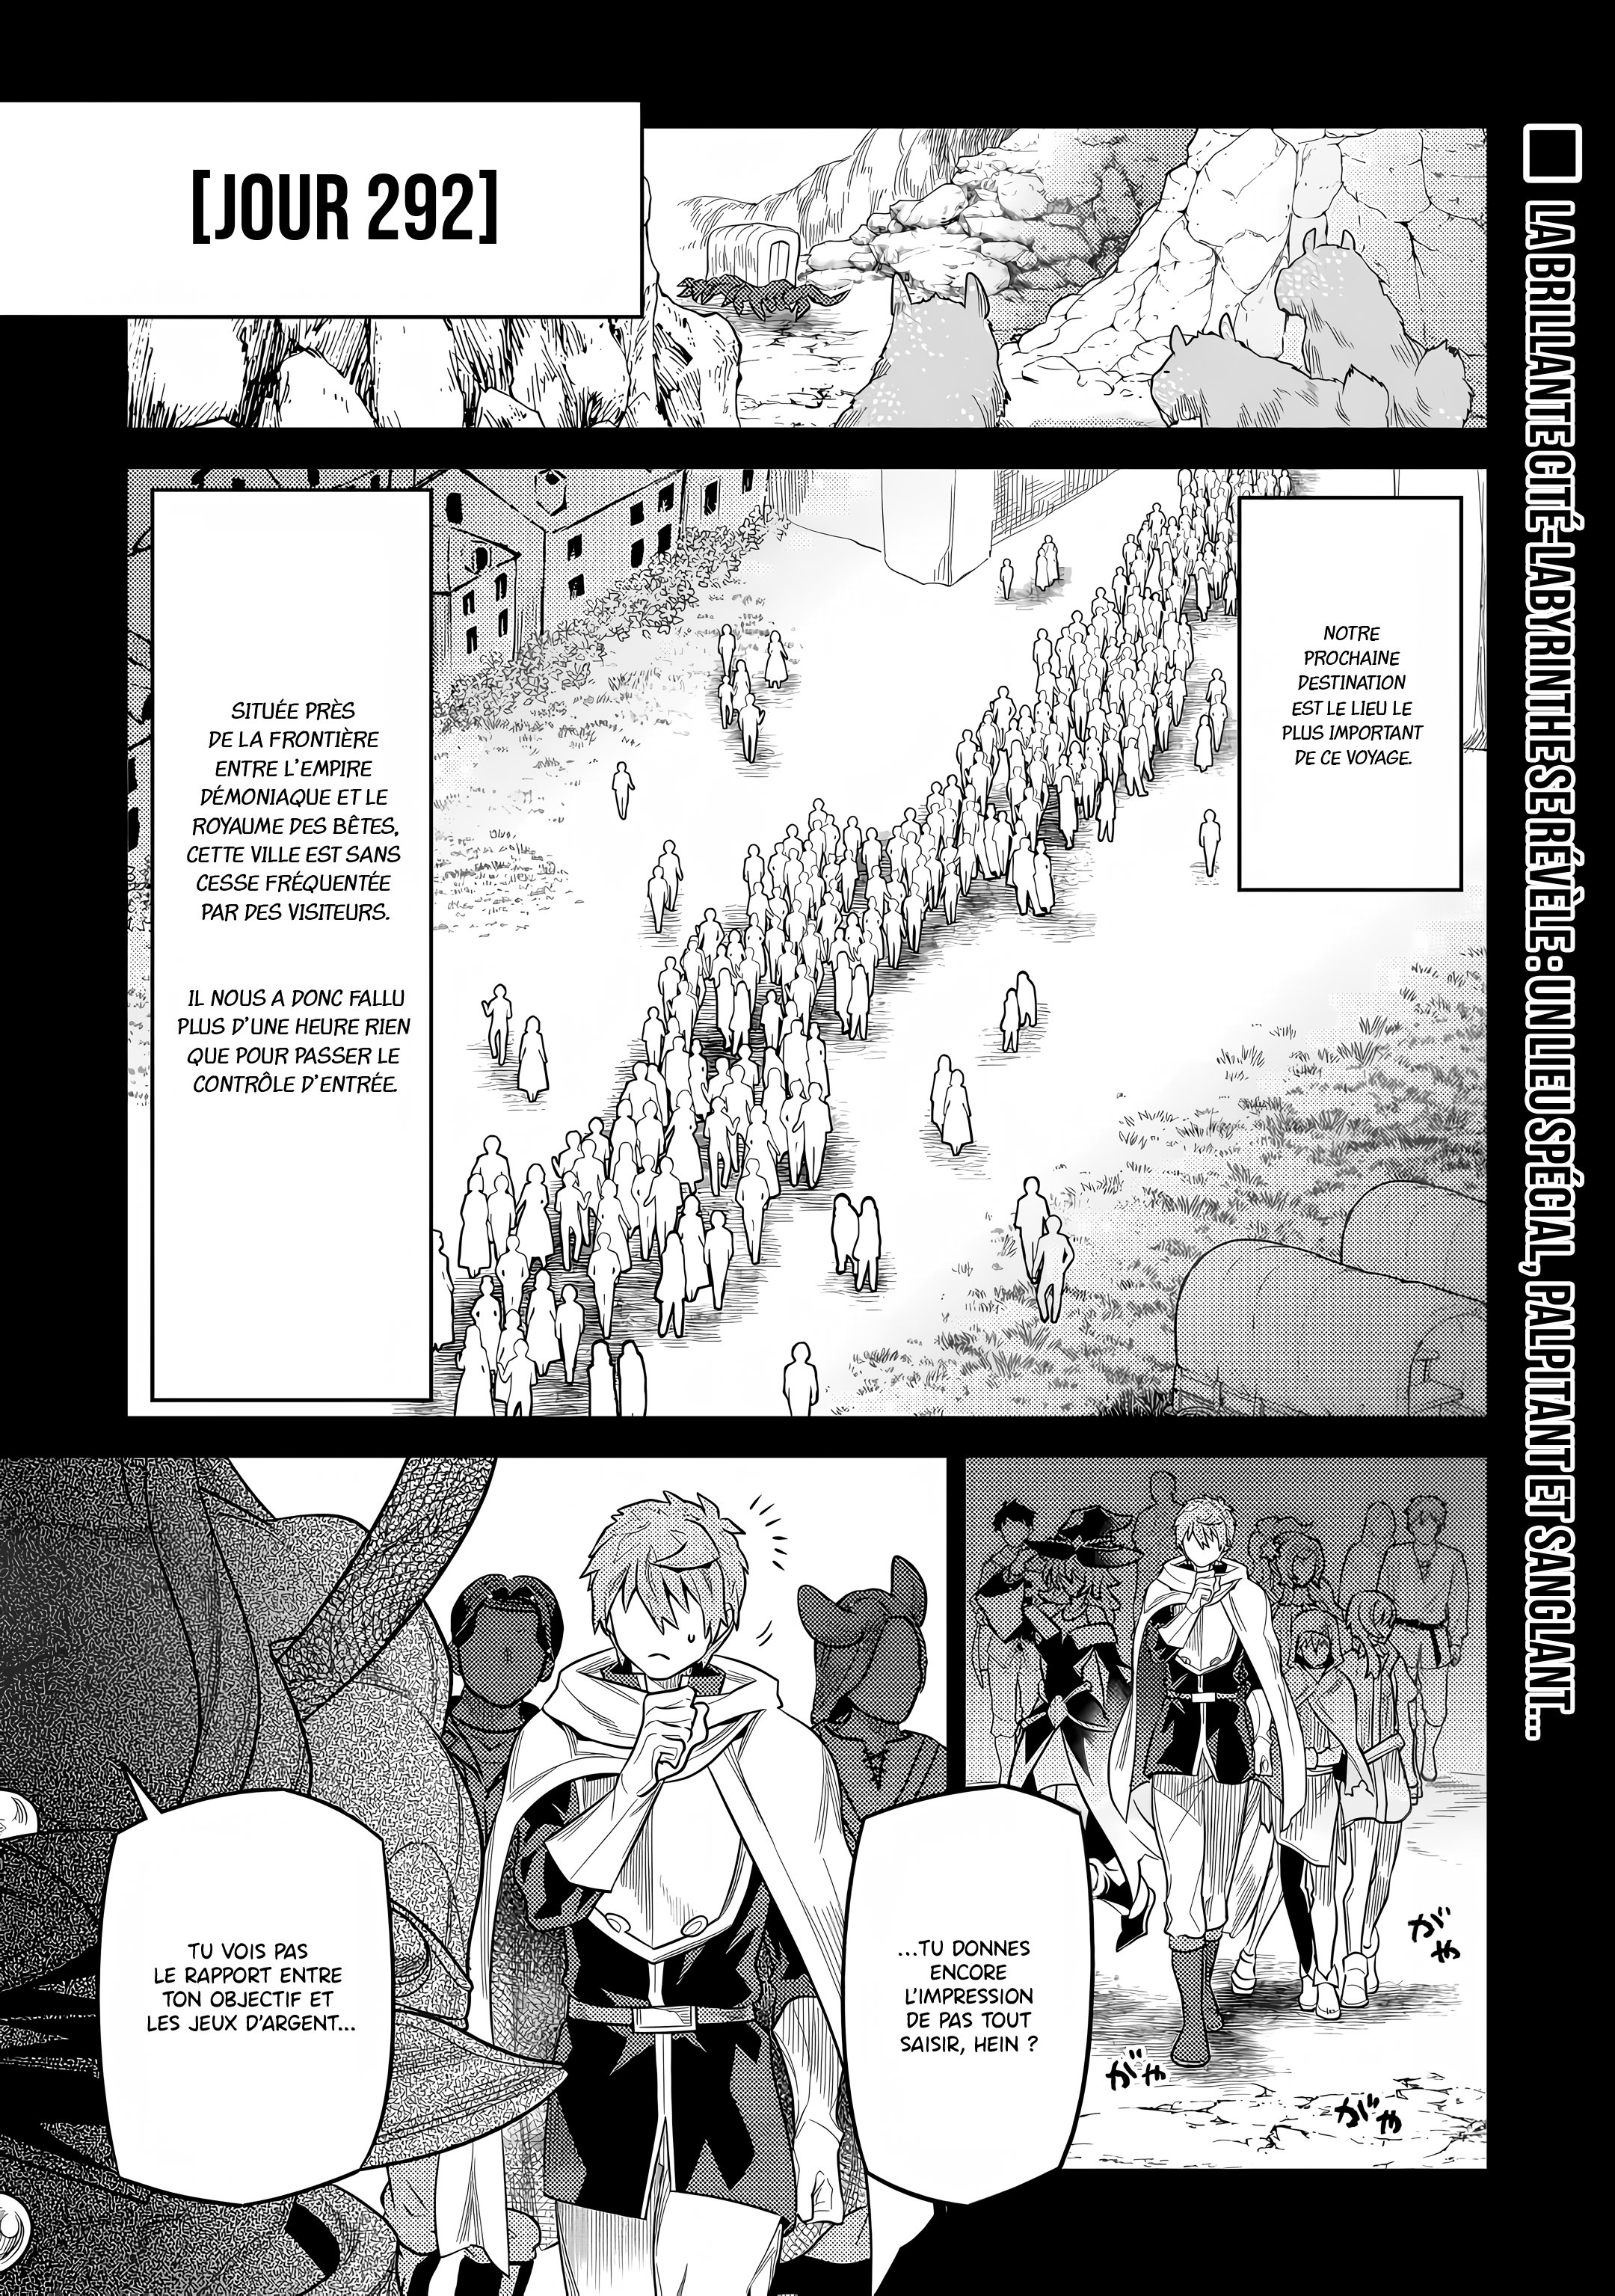 [JOUR 292]
■ LA BRILLANTE CITÉ-LABYRINTHE SE RÉVÈLE : UN LIEU SPÉCIAL, PALPITANT ET SANGLANT...
NOTRE
PROCHAINE
DESTINATION
EST LE LIEU LE
PLUS IMPORTANT
DE CE VOYAGE.
SITUÉE PRÈS
DE LA FRONTIÈRE
ENTRE L'EMPIRE
DÉMONIAQUE ET LE
ROYAUME DES BÊTES,
CETTE VILLE EST SANS
CESSE FRÉQUENTÉE
PAR DES VISITEURS.
IL NOUS A DONC FALLU
PLUS D'UNE HEURE RIEN
QUE POUR PASSER LE
CONTRÔLE D'ENTRÉE.
がや
がや
がや
...TU DONNES
ENCORE
L'IMPRESSION
DE PAS TOUT
SAISIR, HEIN ?
TU VOIS PAS
LE RAPPORT ENTRE
TON OBJECTIF ET
LES JEUX D'ARGENT...